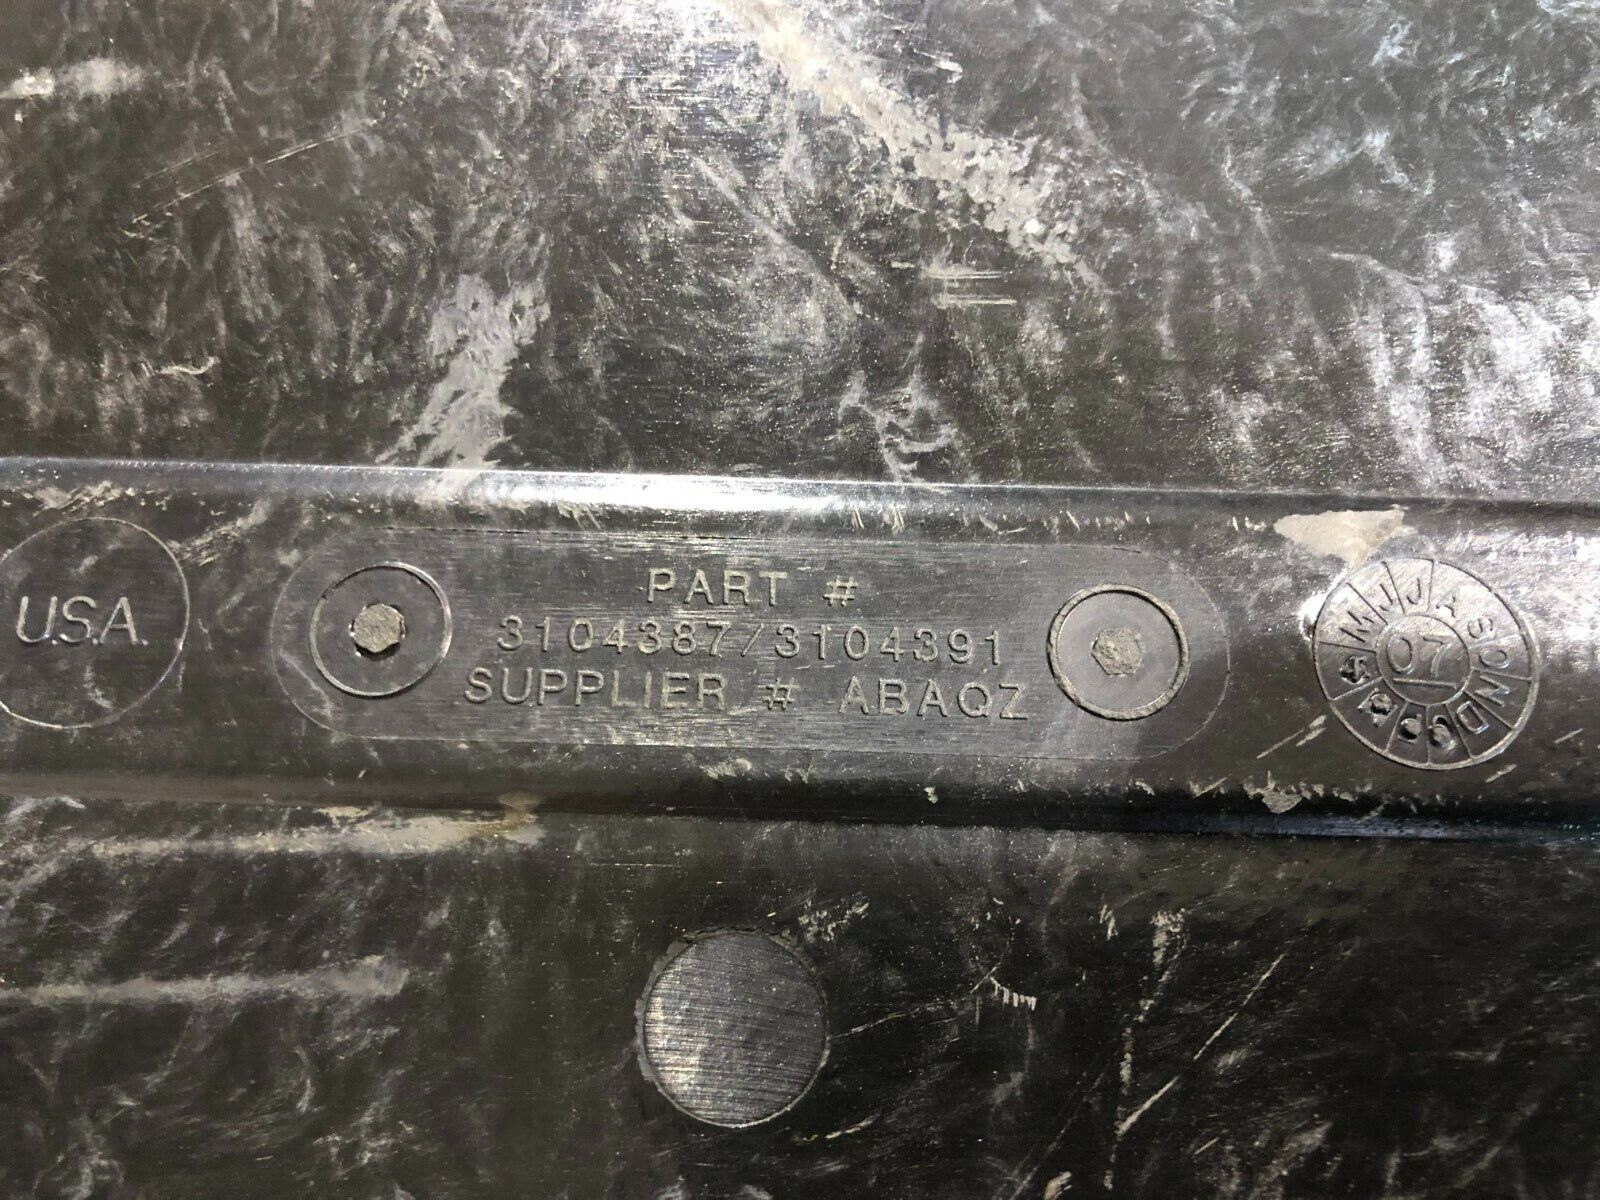 U.S.A.
PART #
3104387/3104391
SUPPLIER # ABAQZ
M J J A S O N D
07